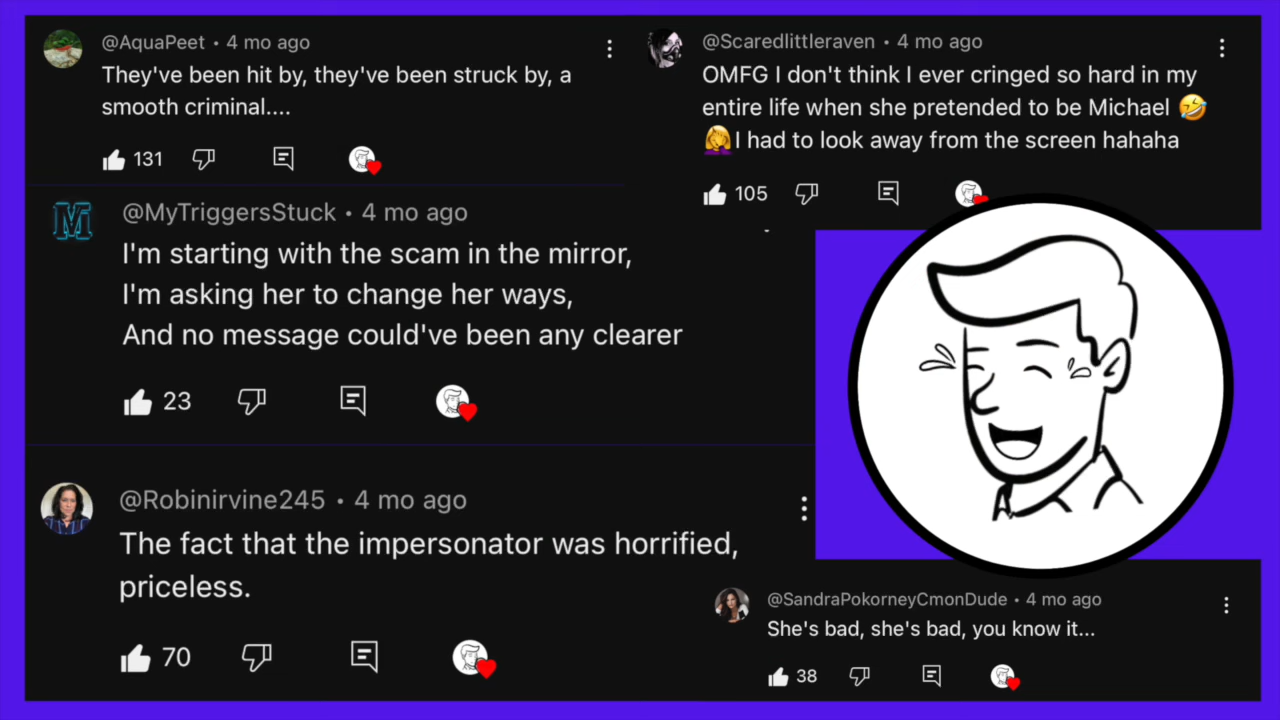 @AquaPeet • 4 mo ago
They've been hit by, they've been struck by, a
smooth criminal....
131
@Scaredlittleraven • 4 mo ago
OMFG I don't think I ever cringed so hard in my
entire life when she pretended to be Michael 🤣
🤦‍♀️I had to look away from the screen hahaha
105
M
@MyTriggersStuck • 4 mo ago
I'm starting with the scam in the mirror,
I'm asking her to change her ways,
And no message could've been any clearer
23
@Robinirvine245 • 4 mo ago
The fact that the impersonator was horrified,
priceless.
70
@SandraPokorneyCmonDude • 4 mo ago
She's bad, she's bad, you know it...
38